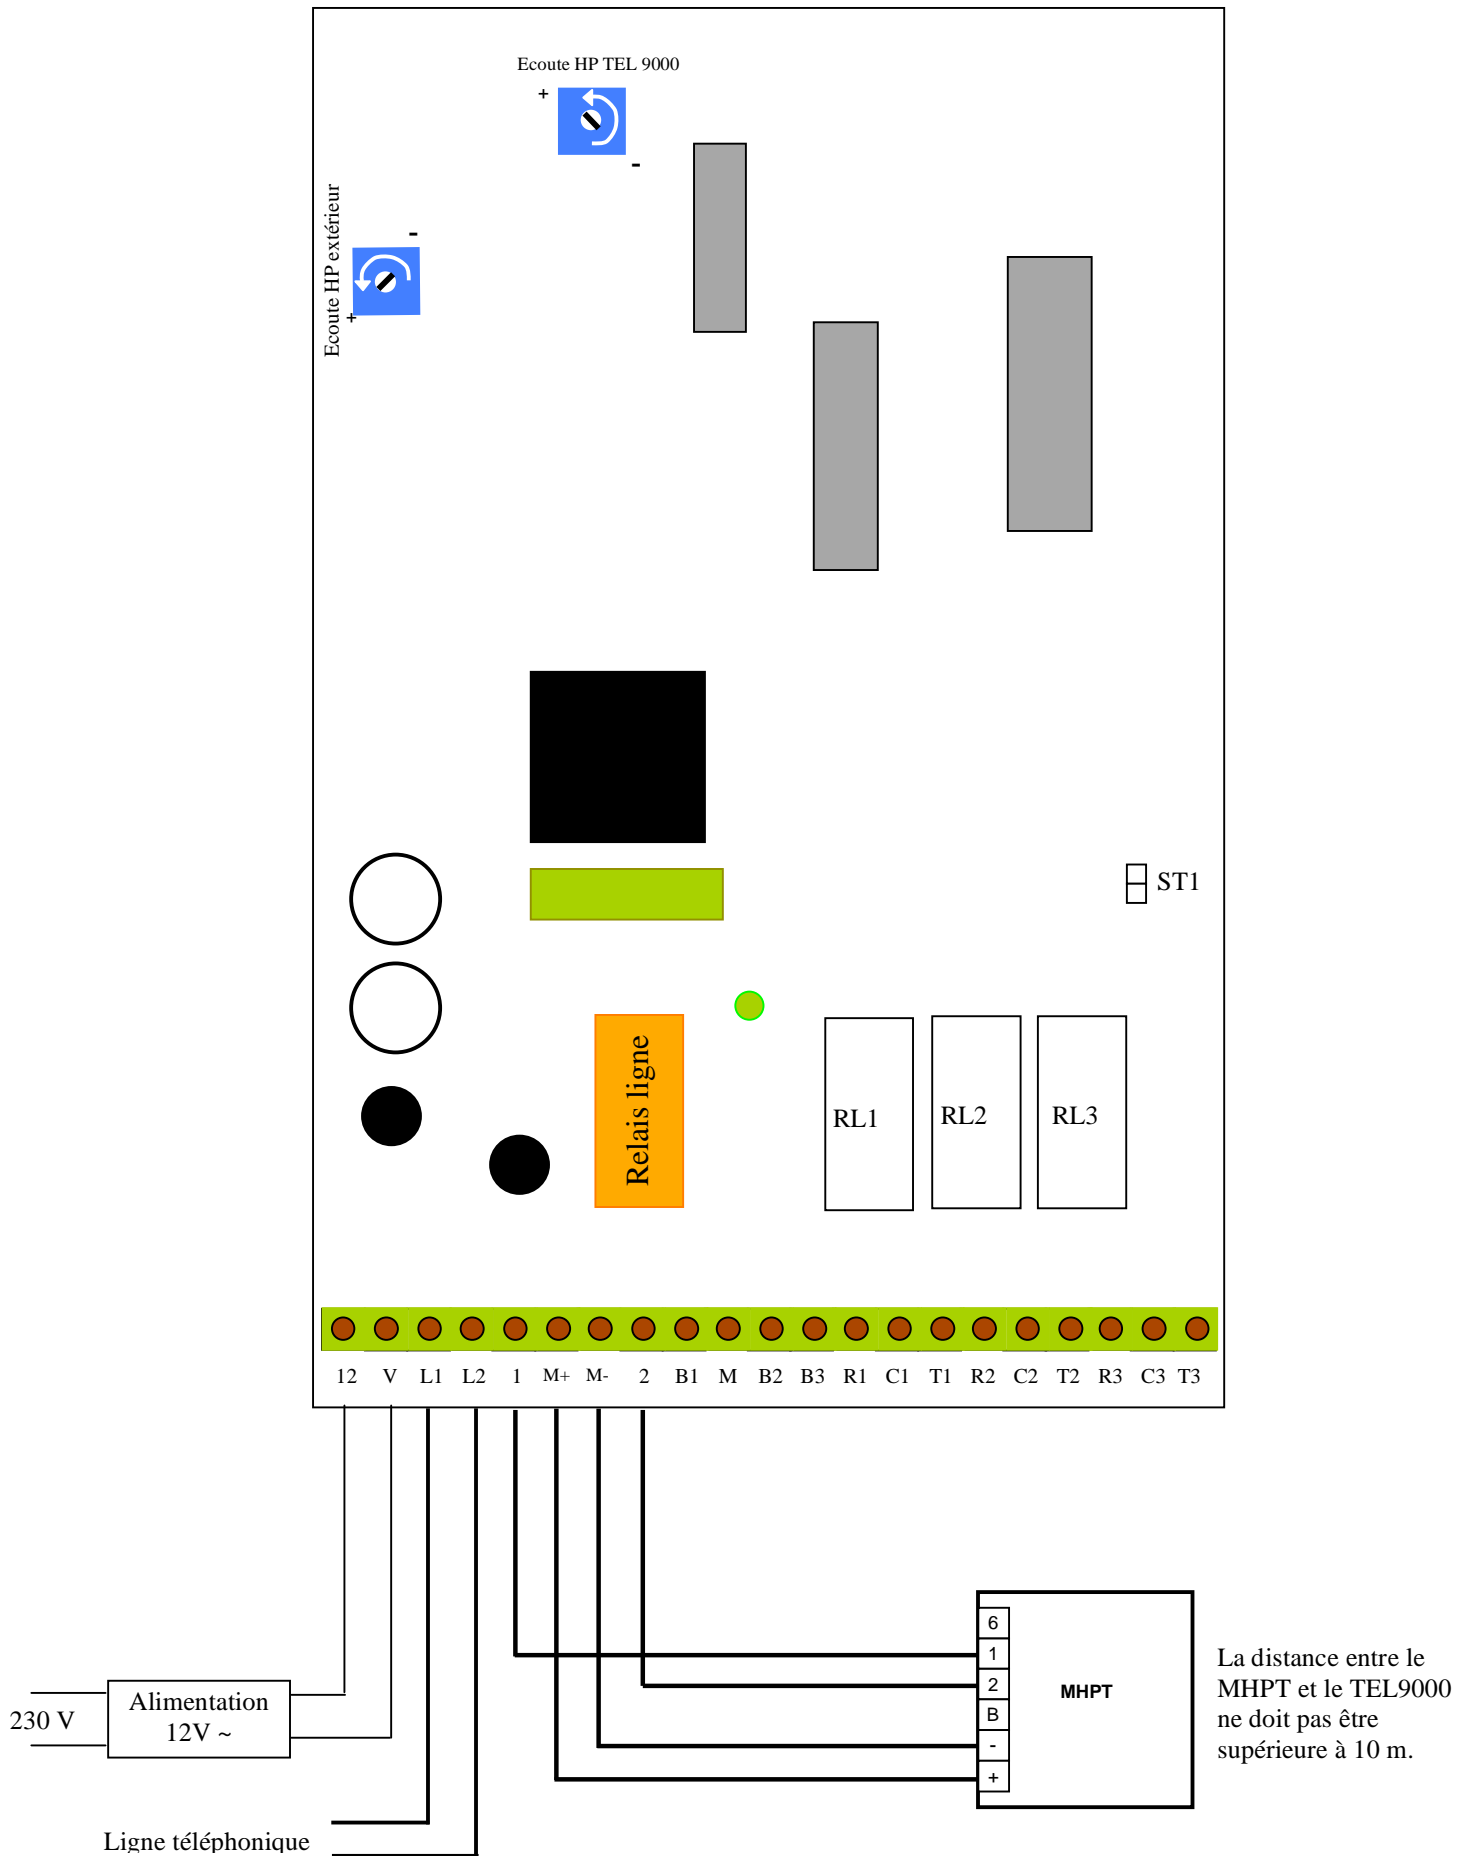 Ecoute HP TEL 9000
+
-
Ecoute HP extérieur
-
+
ST1
Relais ligne
RL1
RL2
RL3
12 V L1 L2 1 M+ M- 2 B1 M B2 B3 R1 C1 T1 R2 C2 T2 R3 C3 T3
6
1
2
B
-
+
MHPT
La distance entre le
MHPT et le TEL9000
ne doit pas être
supérieure à 10 m.
230 V
Alimentation
12V ~
Ligne téléphonique